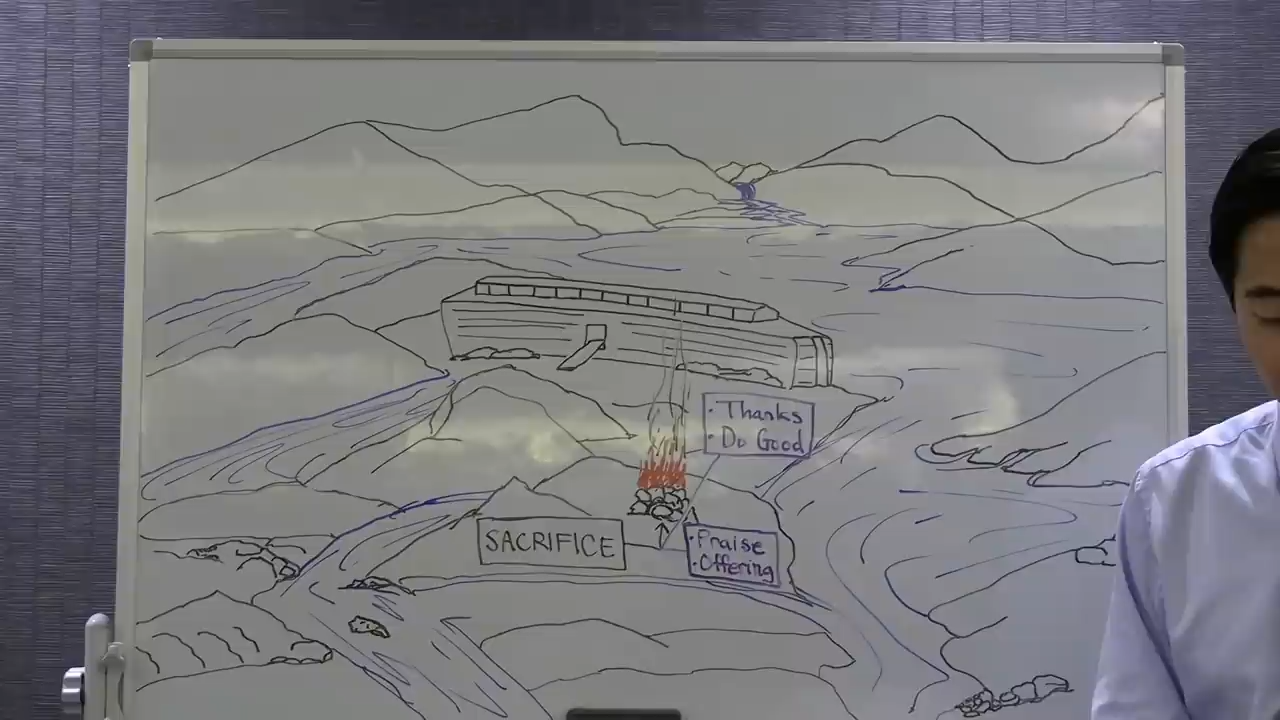 · Thanks
· Do Good
SACRIFICE
· Praise
· Offering